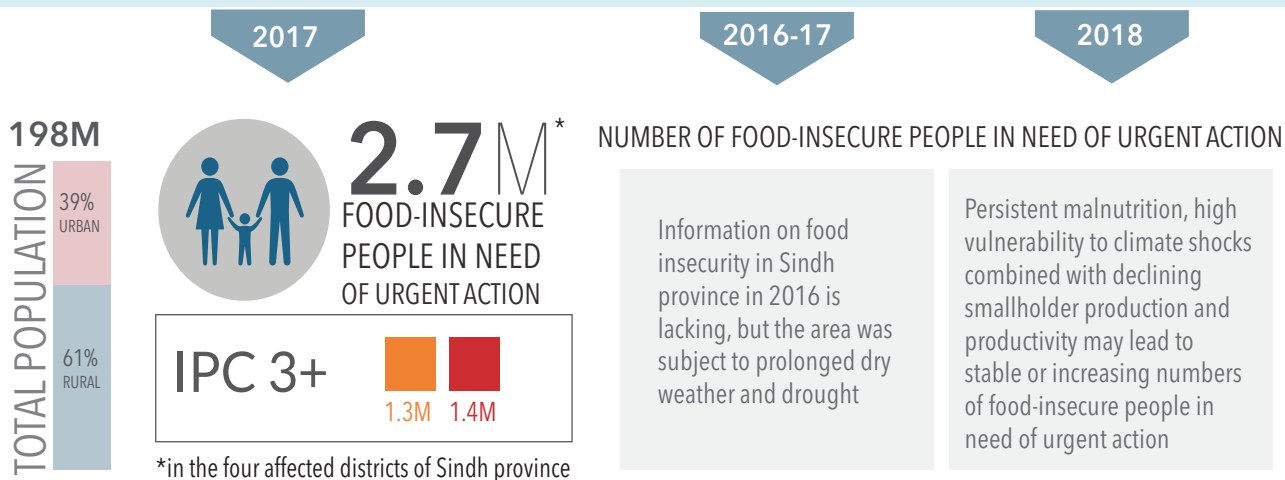 2017
2016-17
2018
198M
TOTAL POPULATION
39%
URBAN
61%
RURAL
2.7M*
FOOD-INSECURE
PEOPLE IN NEED
OF URGENT ACTION
IPC 3+
1.3M
1.4M
*in the four affected districts of Sindh province
NUMBER OF FOOD-INSECURE PEOPLE IN NEED OF URGENT ACTION
Information on food
insecurity in Sindh
province in 2016 is
lacking, but the area was
subject to prolonged dry
weather and drought
Persistent malnutrition, high
vulnerability to climate shocks
combined with declining
smallholder production and
productivity may lead to
stable or increasing numbers
of food-insecure people in
need of urgent action